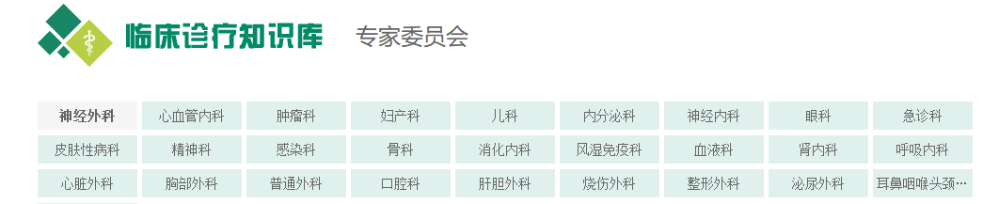 临床诊疗知识库 专家委员会
神经外科 心血管内科 肿瘤科 妇产科 儿科 内分泌科 神经内科 眼科 急诊科
皮肤性病科 精神科 感染科 骨科 消化内科 风湿免疫科 血液科 肾内科 呼吸内科
心脏外科 胸部外科 普通外科 口腔科 肝胆外科 烧伤外科 整形外科 泌尿外科 耳鼻咽喉头颈…